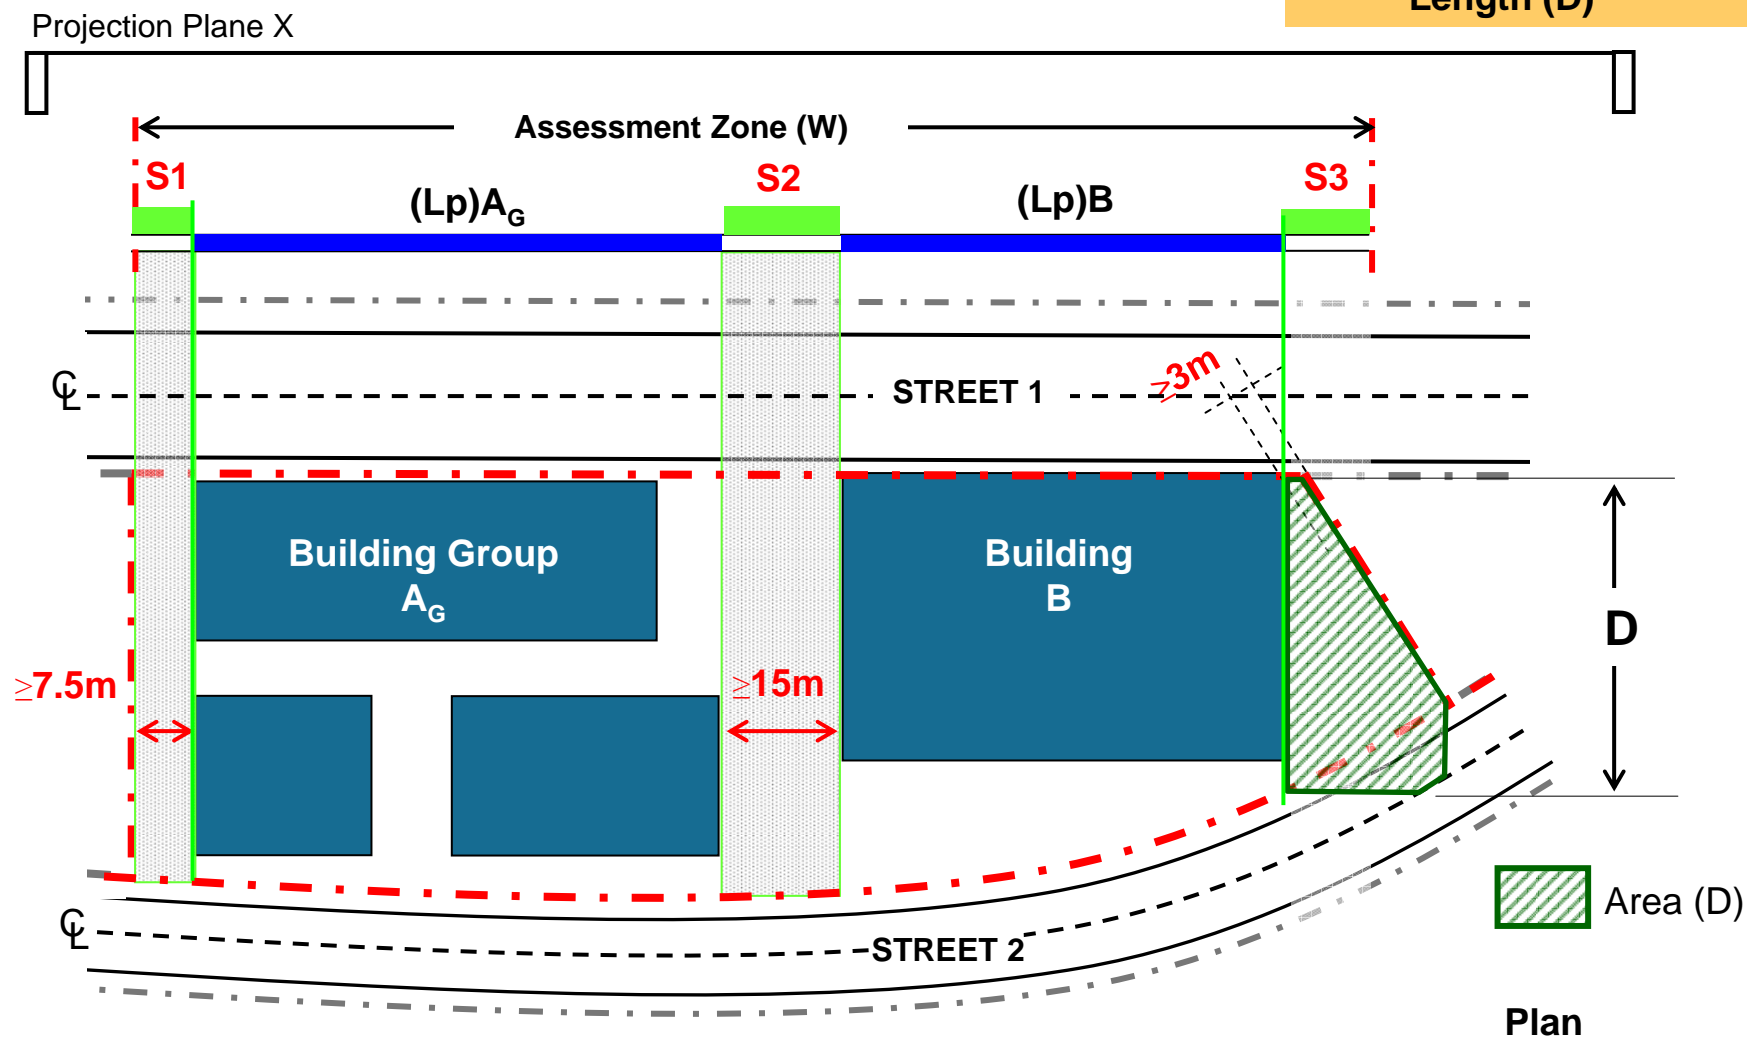 Length (D)
Projection Plane X
Assessment Zone (W)
S1
S2
S3
(Lp)AG
(Lp)B
≥3m
℄
STREET 1
Building Group
AG
Building
B
D
≥7.5m
≥15m
Area (D)
℄
STREET 2
Plan